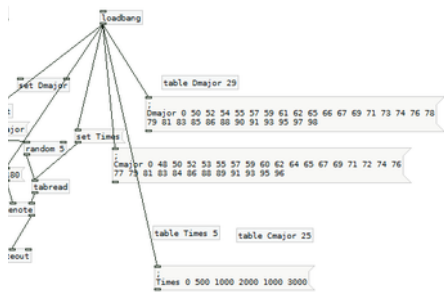 loadbang
table Dmajor 29
set Dmajor
;
Dmajor 0 50 52 54 55 57 59 61 62 65 66 67 69 71 73 74 76 78
79 81 83 85 86 88 90 91 93 95 97 98
set Times
random 5
;
Cmajor 0 48 50 52 53 55 57 59 60 62 64 65 67 69 71 72 74 76
77 79 81 83 84 86 88 89 91 93 95 96
80
tabread
table Times 5
table Cmajor 25
;
Times 0 500 1000 2000 1000 3000